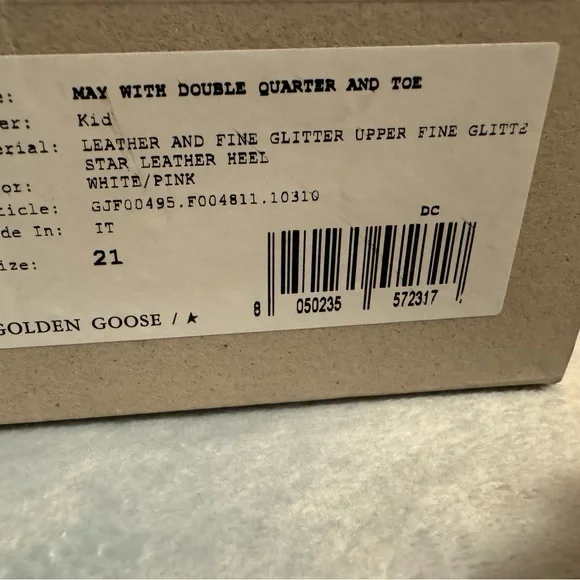 e: MAY WITH DOUBLE QUARTER AND TOE
er: Kid
erial: LEATHER AND FINE GLITTER UPPER FINE GLITTE
STAR LEATHER HEEL
or: WHITE/PINK
ticle: GJF00495.F004811.10310
de In: IT
ize: 21
DC
8 050235 572317
GOLDEN GOOSE / ★